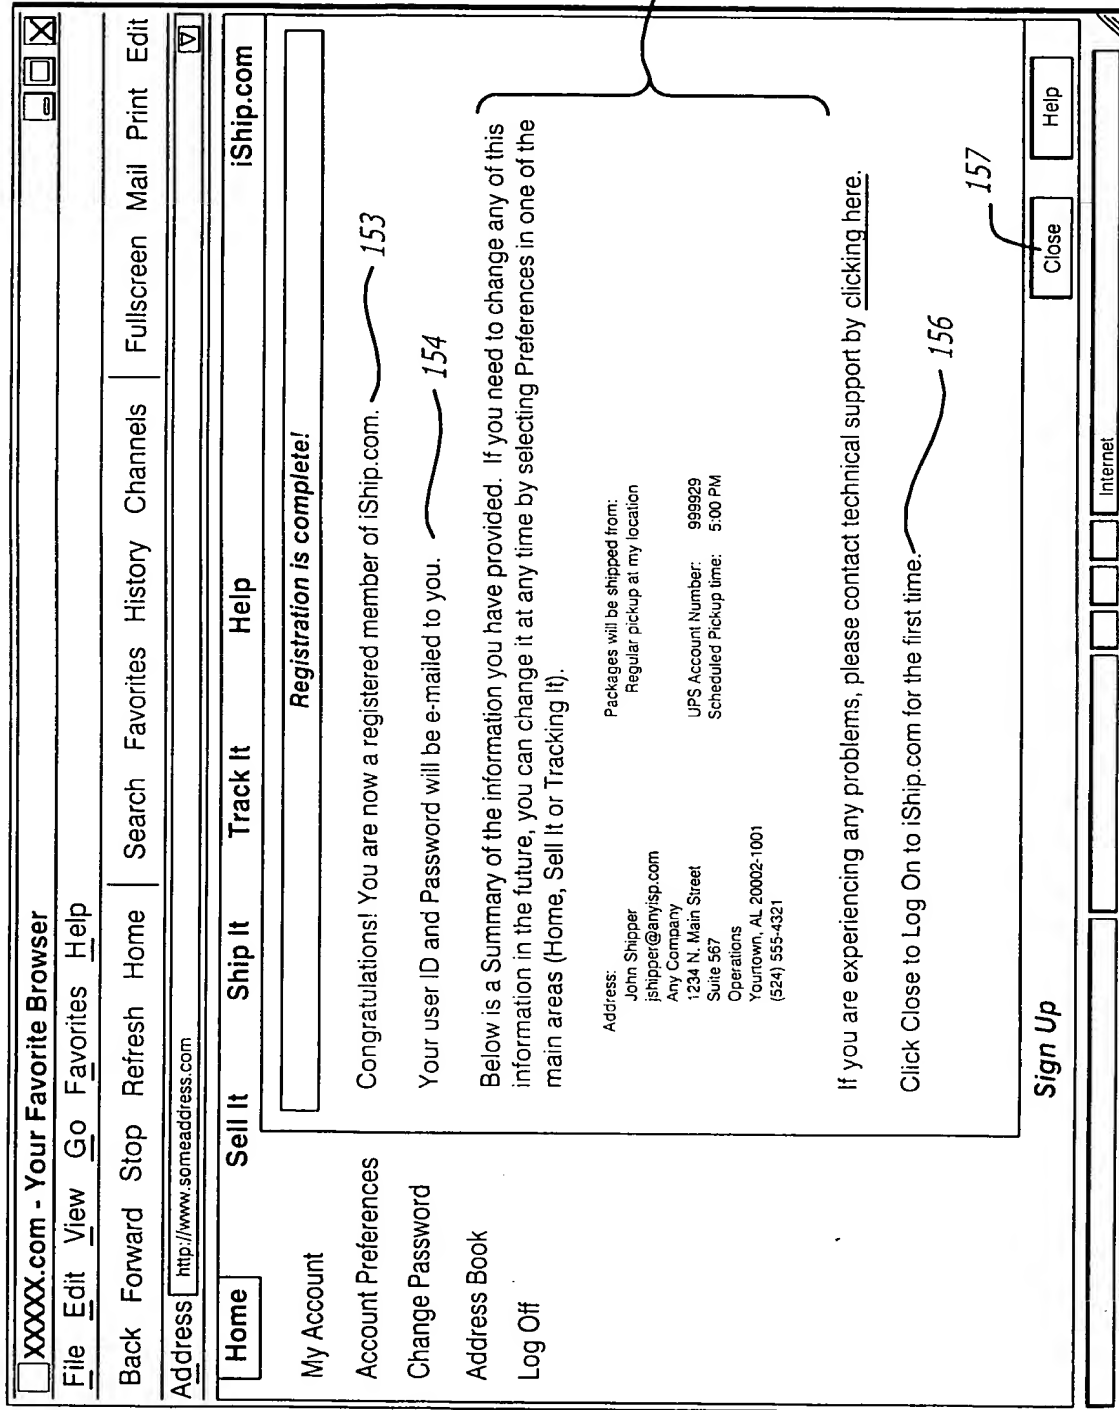 XXXXX.com - Your Favorite Browser
File Edit View Go Favorites Help
Back Forward Stop Refresh Home Search Favorites History Channels Fullscreen Mail Print Edit
Address http://www.someaddress.com
Home Sell It Ship It Track It Help iShip.com
My Account
Account Preferences
Change Password
Address Book
Log Off
Registration is complete!
Congratulations! You are now a registered member of iShip.com. 153
Your user ID and Password will be e-mailed to you. 154
Below is a Summary of the information you have provided. If you need to change any of this
information in the future, you can change it at any time by selecting Preferences in one of the
main areas (Home, Sell It or Tracking It).
Address:
John Shipper
jshipper@anyisp.com
Any Company
1234 N. Main Street
Suite 567
Operations
Yourtown, AL 20002-1001
(524) 555-4321
Packages will be shipped from:
Regular pickup at my location
UPS Account Number: 999929
Scheduled Pickup time: 5:00 PM
If you are experiencing any problems, please contact technical support by clicking here.
Click Close to Log On to iShip.com for the first time. 156
157
Sign Up Close Help
Internet